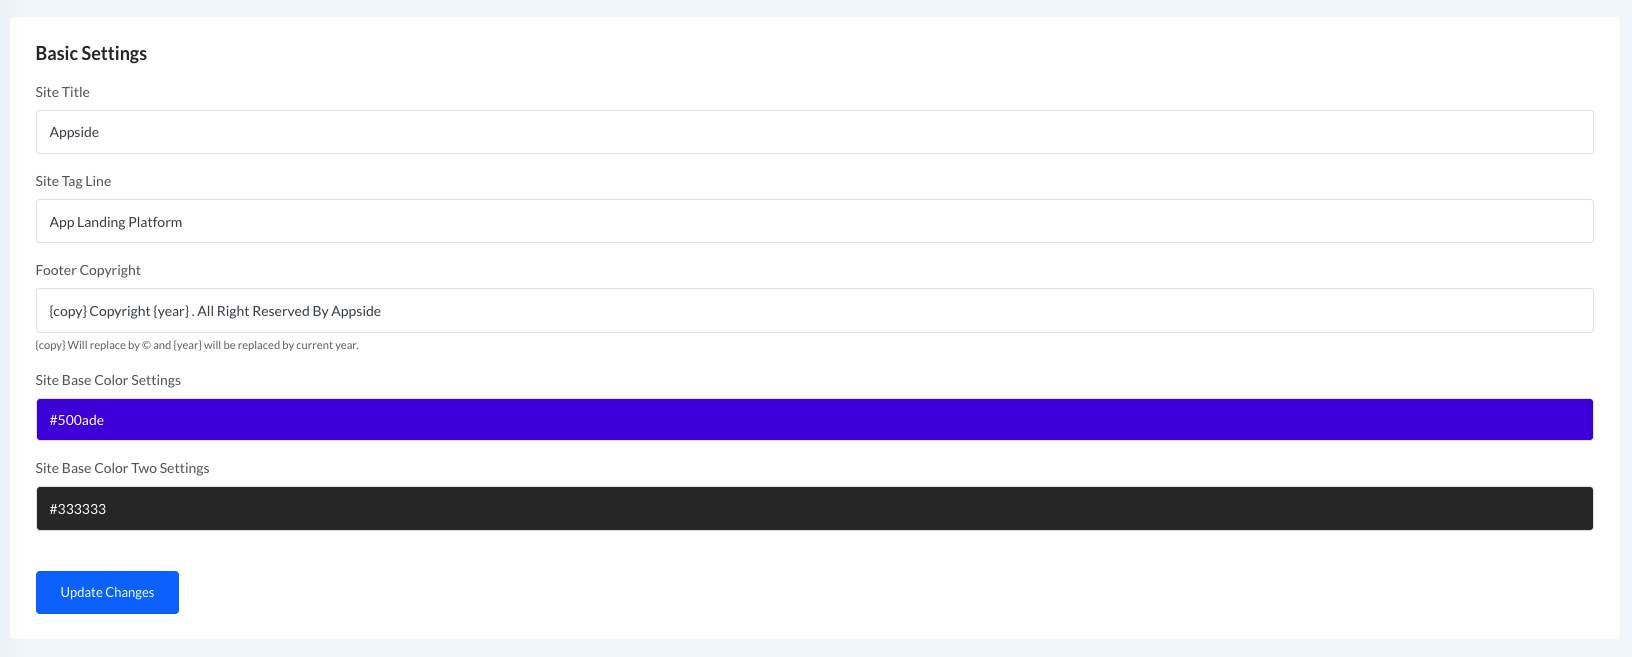 Basic Settings
Site Title
Appside
Site Tag Line
App Landing Platform
Footer Copyright
{copy} Copyright {year} . All Right Reserved By Appside
{copy} Will replace by © and {year} will be replaced by current year.
Site Base Color Settings
#500ade
Site Base Color Two Settings
#333333
Update Changes